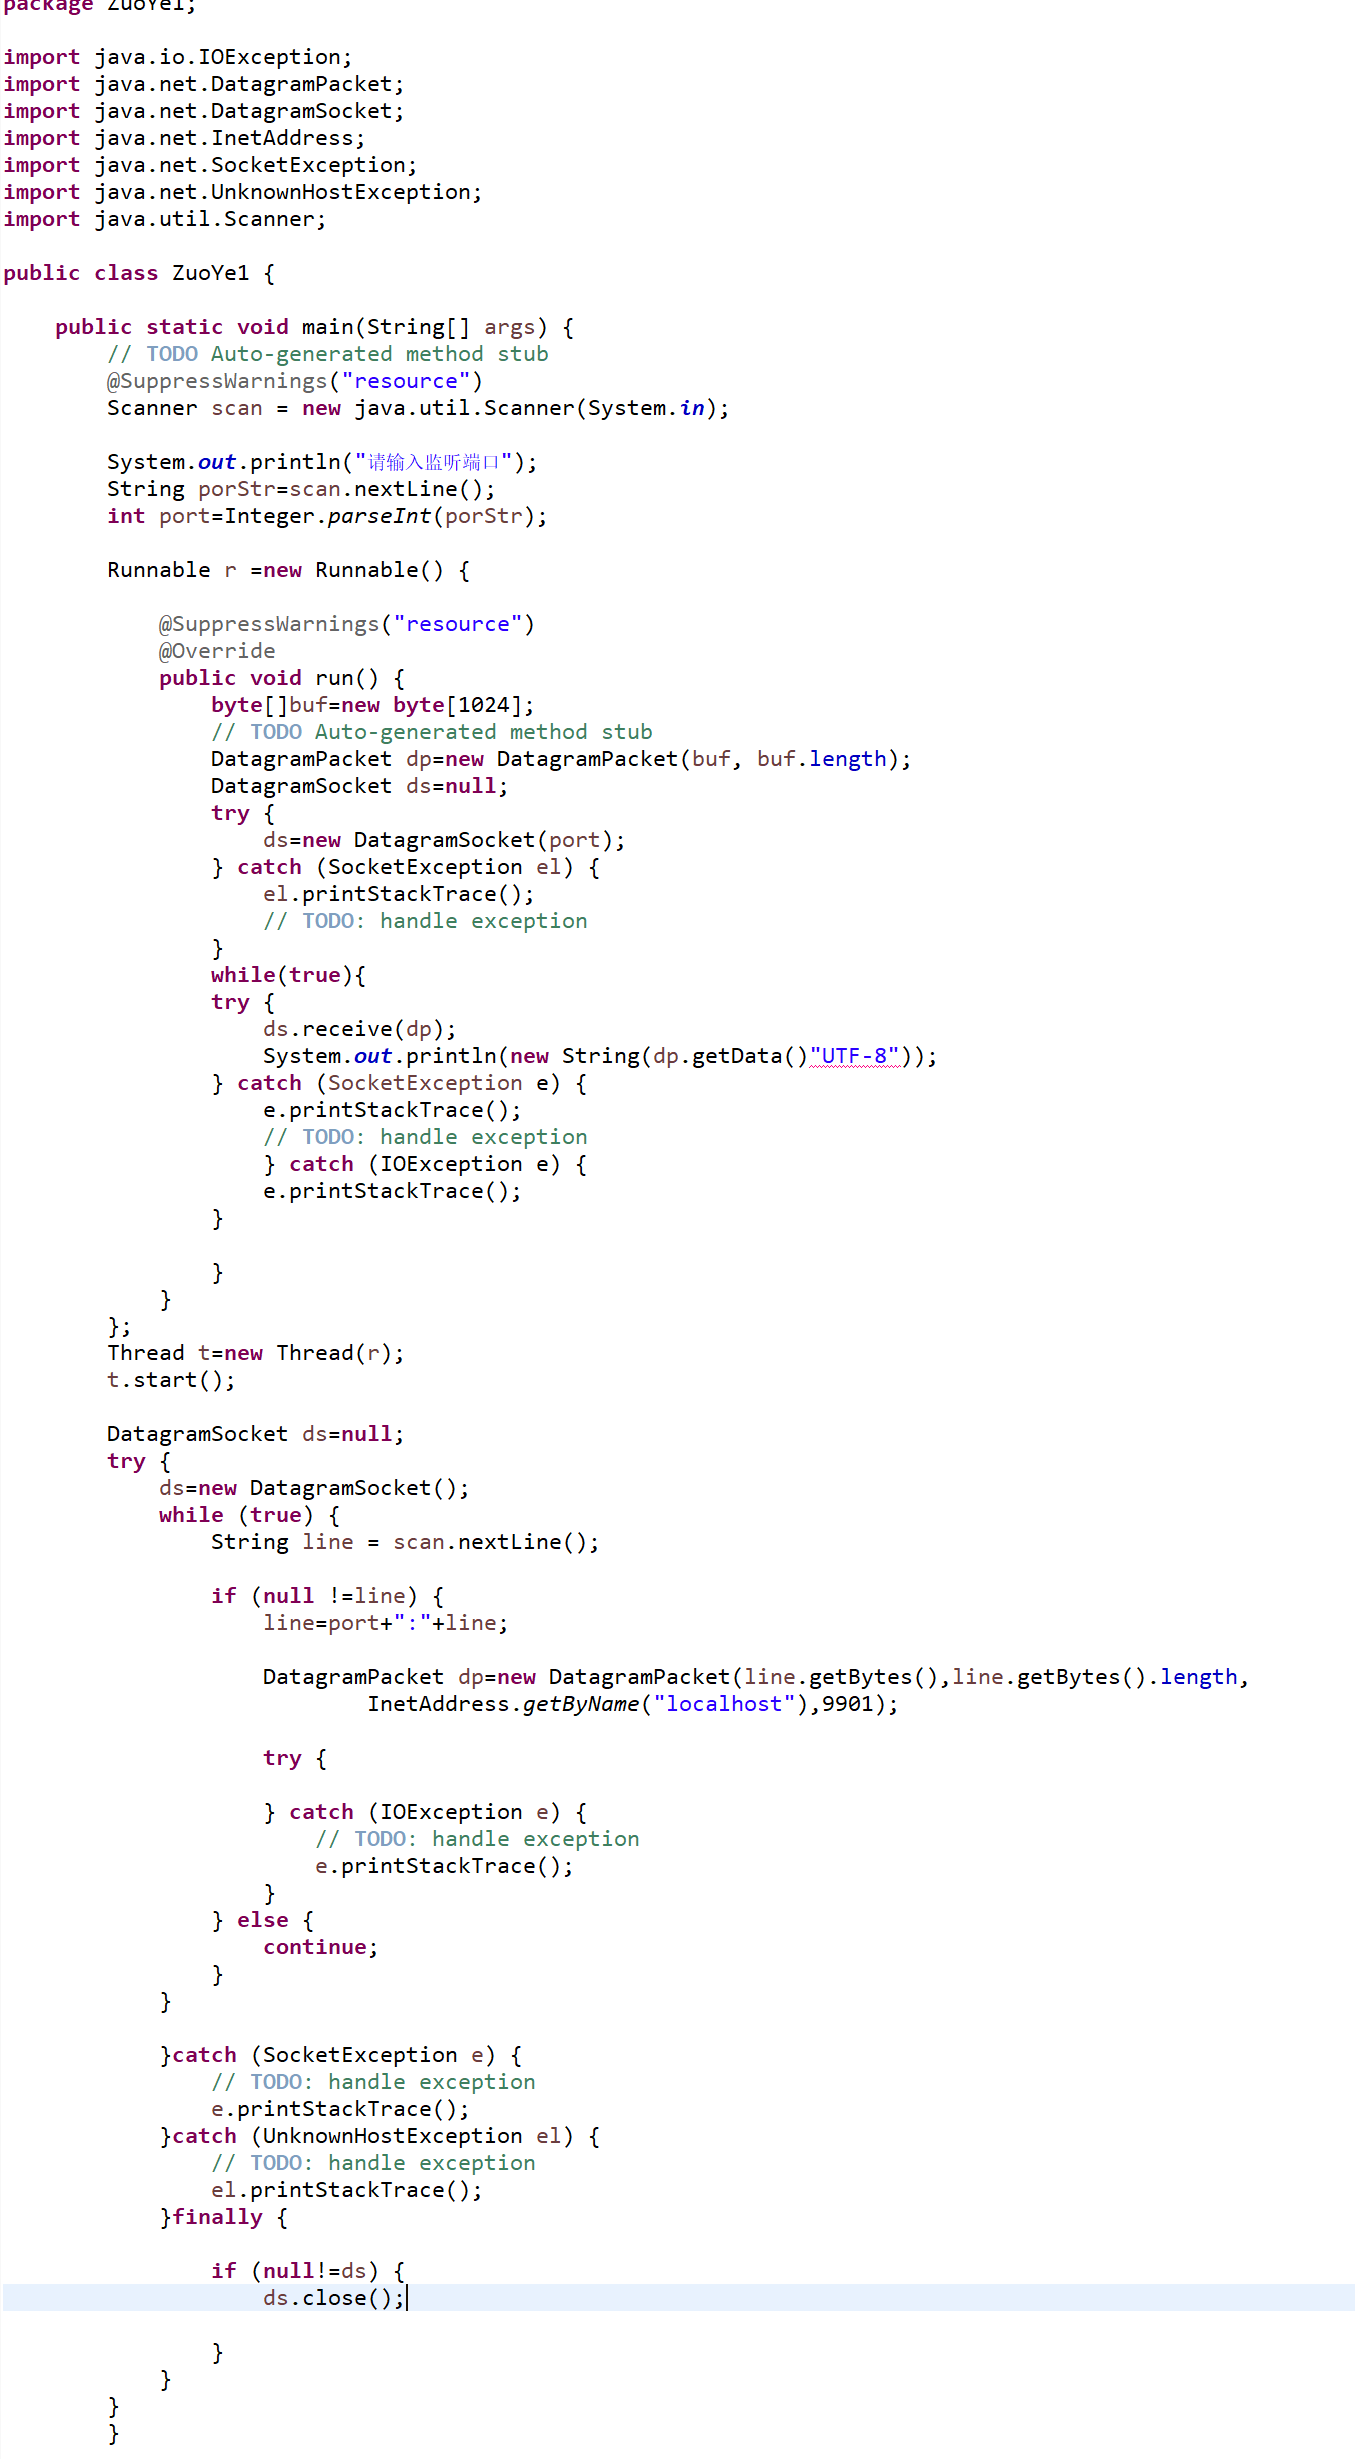 package ZuoYe1;
import java.io.IOException;
import java.net.DatagramPacket;
import java.net.DatagramSocket;
import java.net.InetAddress;
import java.net.SocketException;
import java.net.UnknownHostException;
import java.util.Scanner;
public class ZuoYe1 {
public static void main(String[] args) {
// TODO Auto-generated method stub
@SuppressWarnings("resource")
Scanner scan = new java.util.Scanner(System.in);
System.out.println("请输入监听端口");
String porStr=scan.nextLine();
int port=Integer.parseInt(porStr);
Runnable r =new Runnable() {
@SuppressWarnings("resource")
@Override
public void run() {
byte[]buf=new byte[1024];
// TODO Auto-generated method stub
DatagramPacket dp=new DatagramPacket(buf, buf.length);
DatagramSocket ds=null;
try {
ds=new DatagramSocket(port);
} catch (SocketException el) {
el.printStackTrace();
// TODO: handle exception
}
while(true){
try {
ds.receive(dp);
System.out.println(new String(dp.getData()"UTF-8"));
} catch (SocketException e) {
e.printStackTrace();
// TODO: handle exception
} catch (IOException e) {
e.printStackTrace();
}
}
}
};
Thread t=new Thread(r);
t.start();
DatagramSocket ds=null;
try {
ds=new DatagramSocket();
while (true) {
String line = scan.nextLine();
if (null !=line) {
line=port+":"+line;
DatagramPacket dp=new DatagramPacket(line.getBytes(),line.getBytes().length,
InetAddress.getByName("localhost"),9901);
try {
} catch (IOException e) {
// TODO: handle exception
e.printStackTrace();
}
} else {
continue;
}
}
}catch (SocketException e) {
// TODO: handle exception
e.printStackTrace();
}catch (UnknownHostException el) {
// TODO: handle exception
el.printStackTrace();
}finally {
if (null!=ds) {
ds.close();
}
}
}
}